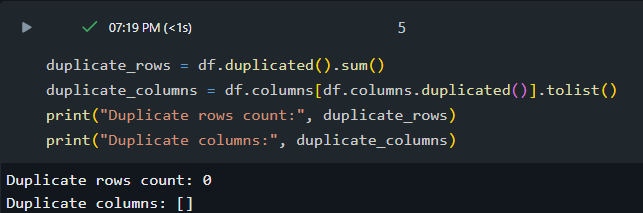 07:19 PM (<1s)
5
duplicate_rows = df.duplicated().sum()
duplicate_columns = df.columns[df.columns.duplicated()].tolist()
print("Duplicate rows count:", duplicate_rows)
print("Duplicate columns:", duplicate_columns)
Duplicate rows count: 0
Duplicate columns: []